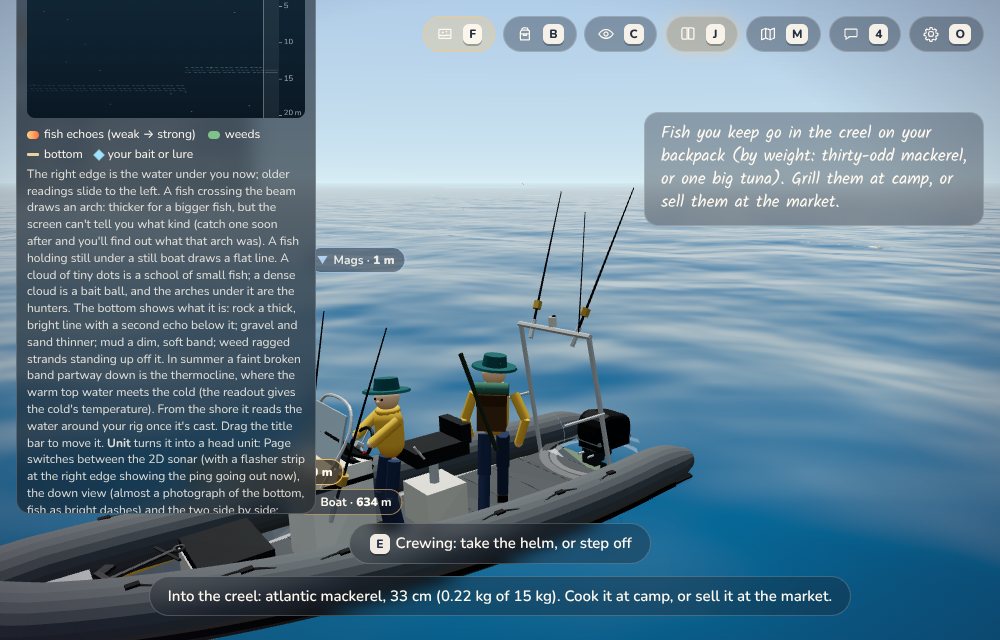 5
10
15
20 m
F
B
C
J
M
4
O
fish echoes (weak → strong) weeds
bottom your bait or lure
The right edge is the water under you now; older
readings slide to the left. A fish crossing the beam
draws an arch: thicker for a bigger fish, but the
screen can't tell you what kind (catch one soon
after and you'll find out what that arch was). A fish
holding still under a still boat draws a flat line. A
cloud of tiny dots is a school of small fish; a dense
cloud is a bait ball, and the arches under it are the
hunters. The bottom shows what it is: rock a thick,
bright line with a second echo below it; gravel and
sand thinner; mud a dim, soft band; weed ragged
strands standing up off it. In summer a faint broken
band partway down is the thermocline, where the
warm top water meets the cold (the readout gives
the cold's temperature). From the shore it reads the
water around your rig once it's cast. Drag the title
bar to move it. Unit turns it into a head unit: Page
switches between the 2D sonar (with a flasher strip
at the right edge showing the ping going out now),
the down view (almost a photograph of the bottom,
fish as bright dashes) and the two side by side;
Fish you keep go in the creel on your
backpack (by weight: thirty-odd mackerel,
or one big tuna). Grill them at camp, or
sell them at the market.
Mags · 1 m
m
Boat · 634 m
E Crewing: take the helm, or step off
Into the creel: atlantic mackerel, 33 cm (0.22 kg of 15 kg). Cook it at camp, or sell it at the market.